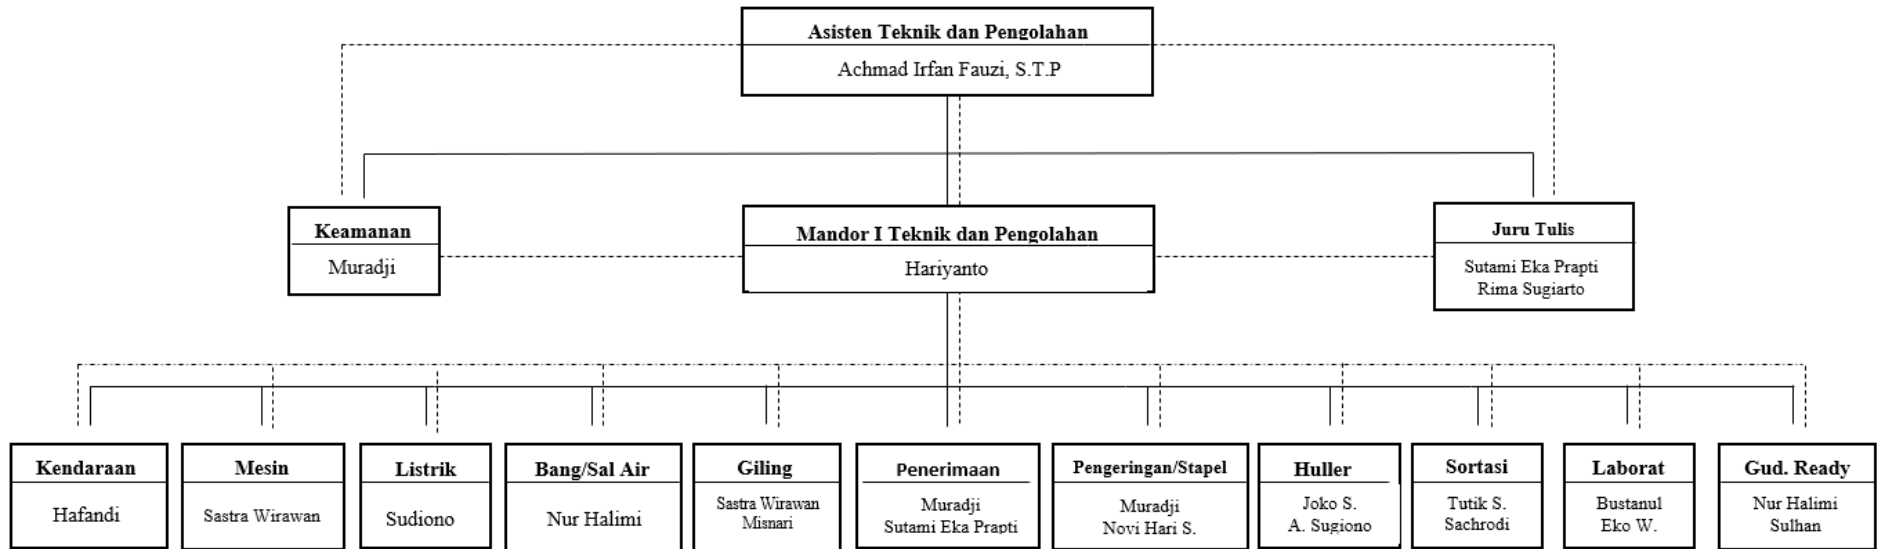 Asisten Teknik dan Pengolahan
Achmad Irfan Fauzi, S.T.P
Keamanan
Muradji
Mandor I Teknik dan Pengolahan
Hariyanto
Juru Tulis
Sutami Eka Prapti
Rima Sugiarto
Kendaraan
Hafandi
Mesin
Sastra Wirawan
Listrik
Sudiono
Bang/Sal Air
Nur Halimi
Giling
Sastra Wirawan
Misnari
Penerimaan
Muradji
Sutami Eka Prapti
Pengeringan/Stapel
Muradji
Novi Hari S.
Huller
Joko S.
A. Sugiono
Sortasi
Tutik S.
Sachrodi
Laborat
Bustanul
Eko W.
Gud. Ready
Nur Halimi
Sulhan